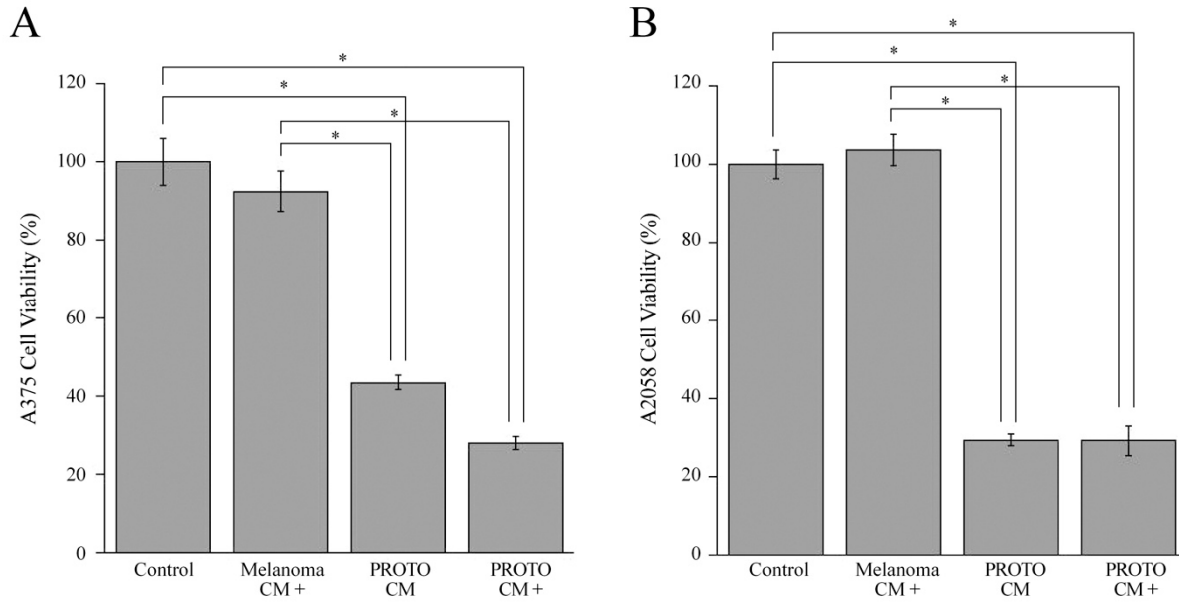 A
A375 Cell Viability (%)
120
100
80
60
40
20
0
*
*
*
*
Control
Melanoma
CM +
PROTO
CM
PROTO
CM +
B
A2058 Cell Viability (%)
120
100
80
60
40
20
0
*
*
*
*
Control
Melanoma
CM +
PROTO
CM
PROTO
CM +